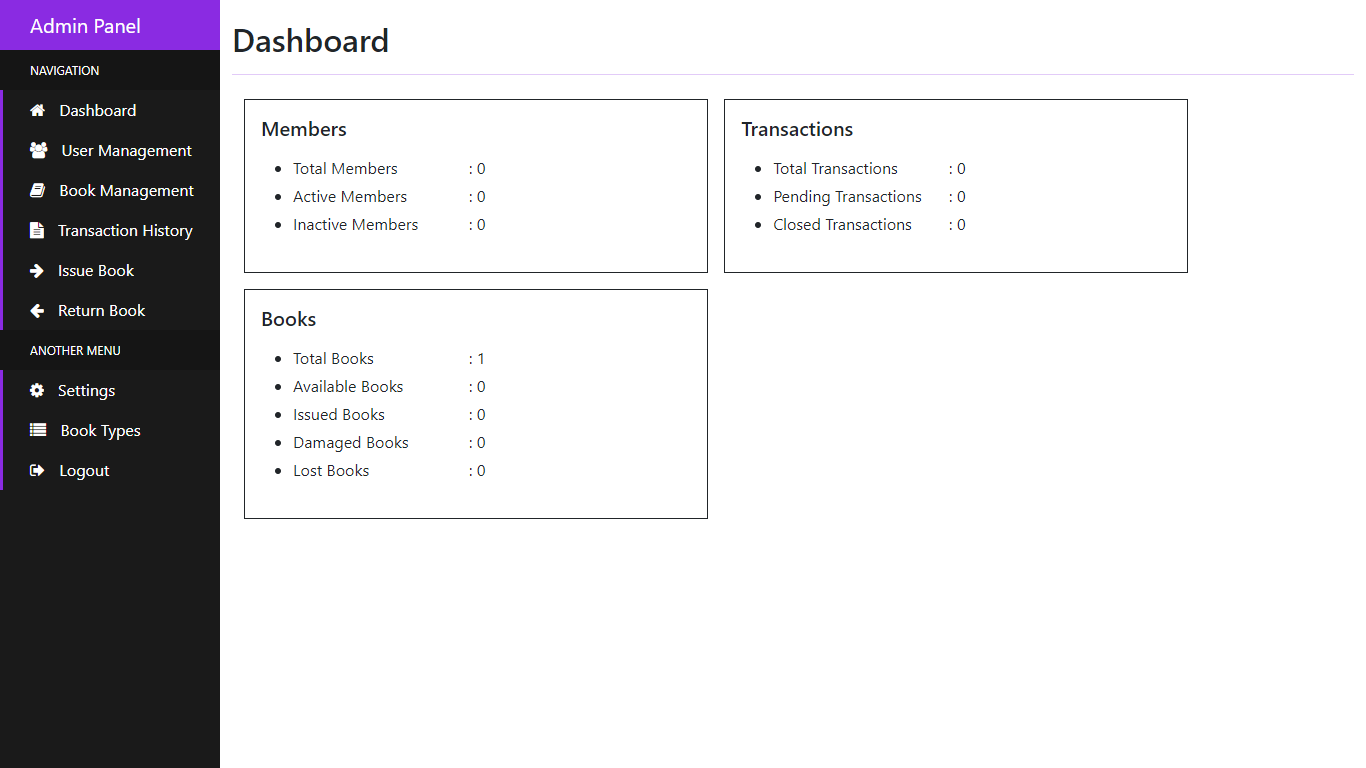 Admin Panel
NAVIGATION
Dashboard
User Management
Book Management
Transaction History
Issue Book
Return Book
ANOTHER MENU
Settings
Book Types
Logout
Dashboard
Members
Total Members : 0
Active Members : 0
Inactive Members : 0
Transactions
Total Transactions : 0
Pending Transactions : 0
Closed Transactions : 0
Books
Total Books : 1
Available Books : 0
Issued Books : 0
Damaged Books : 0
Lost Books : 0